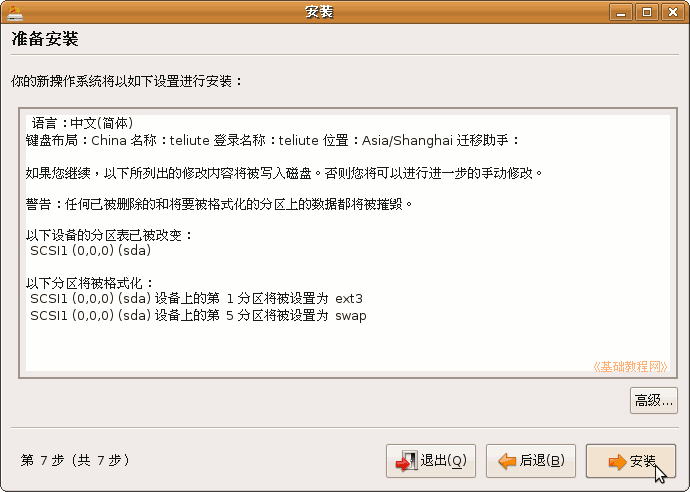 安装
准备安装
你的新操作系统将以如下设置进行安装：
语言：中文(简体)
键盘布局：China 名称：teliute 登录名称：teliute 位置：Asia/Shanghai 迁移助手：
如果您继续，以下所列出的修改内容将被写入磁盘。否则您将可以进行进一步的手动修改。
警告：任何已被删除的和将要被格式化的分区上的数据都将被摧毁。
以下设备的分区表已被改变：
SCSI1 (0,0,0) (sda)
以下分区将被格式化：
SCSI1 (0,0,0) (sda) 设备上的第 1 分区将被设置为 ext3
SCSI1 (0,0,0) (sda) 设备上的第 5 分区将被设置为 swap
《基础教程网》
高级...
第 7 步 (共 7 步) 退出(Q) 后退(B) 安装